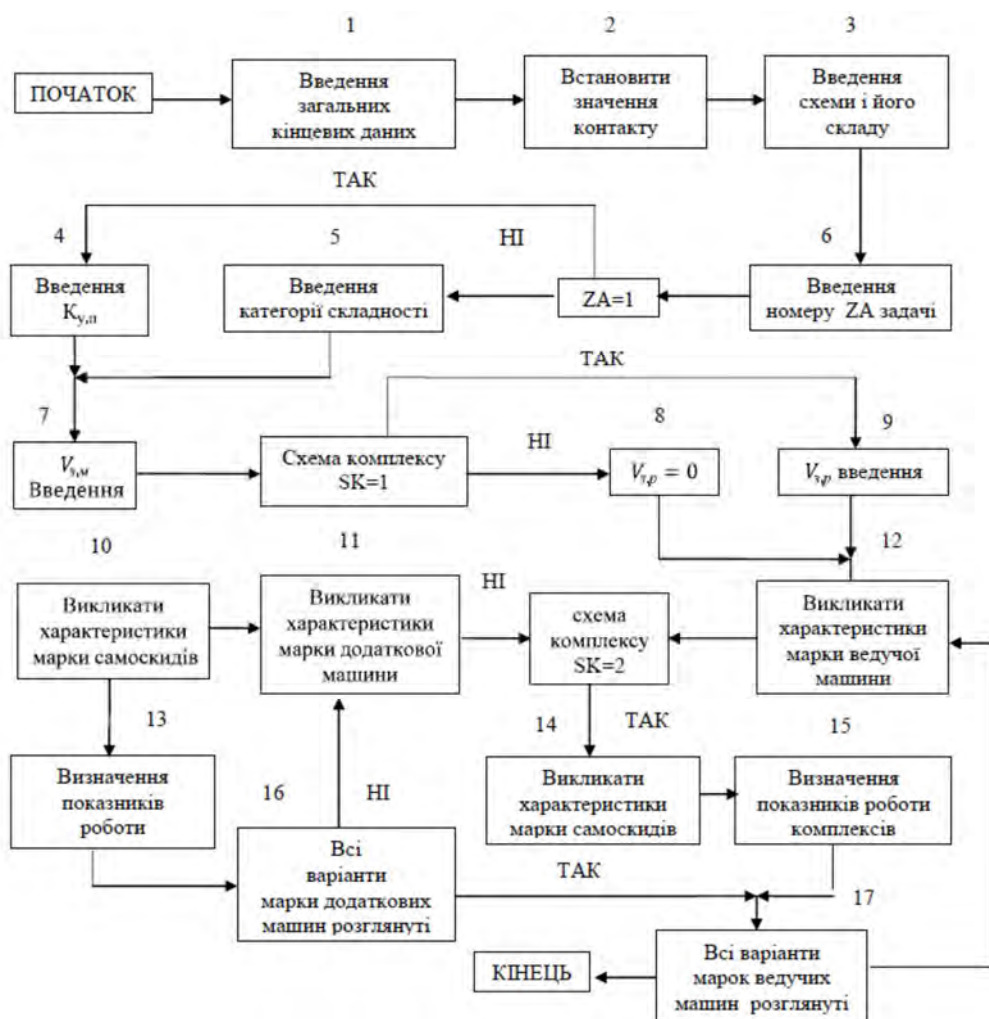 1
2
3
ПОЧАТОК
Введення
загальних
кінцевих даних
Встановити
значення
контакту
Введення
схеми і його
складу
ТАК
4
5
НІ
6
Введення
Kу,п
Введення
категорії складності
ZA=1
Введення
номеру ZA задачі
ТАК
7
8
9
НІ
Vз,м
Введення
Схема комплексу
SK=1
Vз,р = 0
Vз,р введення
10
11
12
НІ
Викликати
характеристики
марки самоскидів
Викликати
характеристики
марки додаткової
машини
схема
комплексу
SK=2
Викликати
характеристики
марки ведучої
машини
13
14
ТАК
15
Визначення
показників
роботи
16
НІ
Викликати
характеристики
марки самоскидів
Визначення
показників роботи
комплексів
Всі
варіанти
марки додаткових
машин розглянуті
ТАК
17
КІНЕЦЬ
Всі варіанти
марок ведучих
машин розглянуті